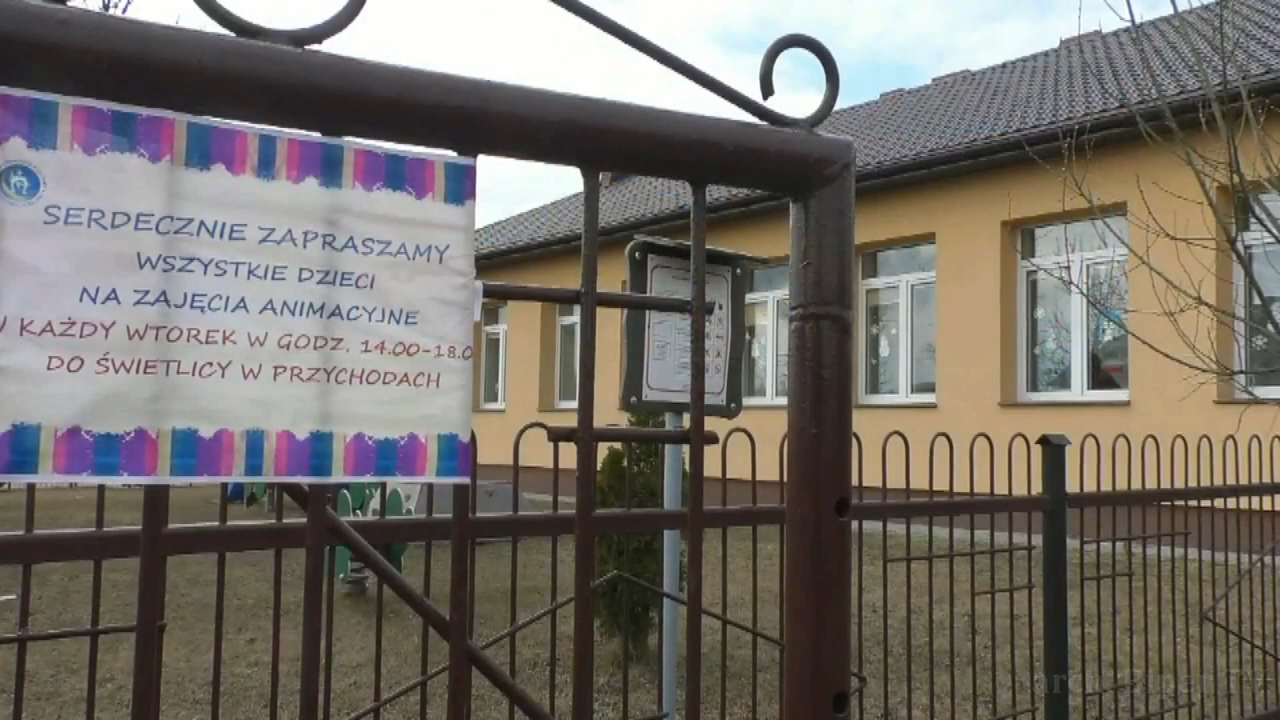 SERDECZNIE ZAPRASZAMY
WSZYSTKIE DZIECI
NA ZAJĘCIA ANIMACYJNE
W KAŻDY WTOREK W GODZ. 14.00-18.0
DO ŚWIETLICY W PRZYCHODACH